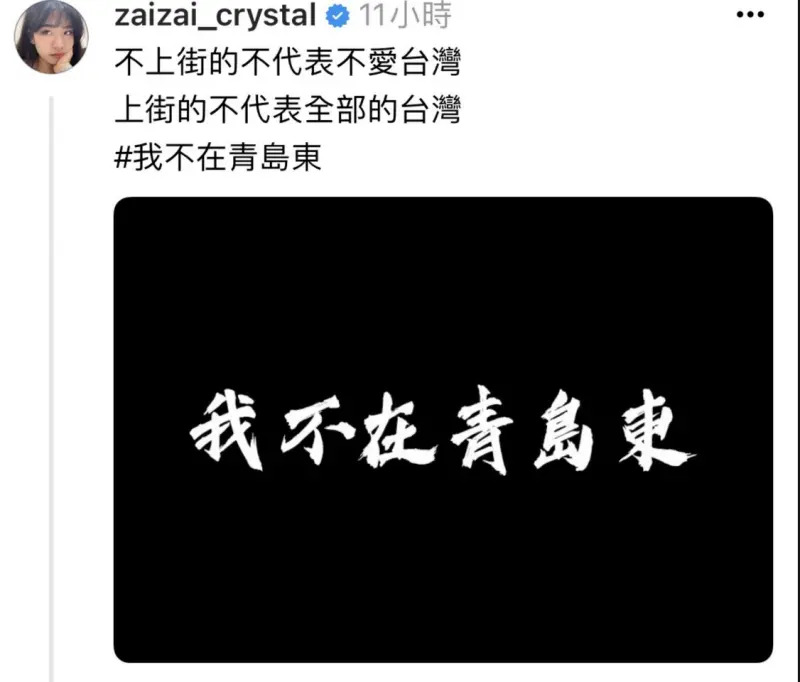 zaizai_crystal 11小時
不上街的不代表不愛台灣
上街的不代表全部的台灣
#我不在青島東
我不在青島東